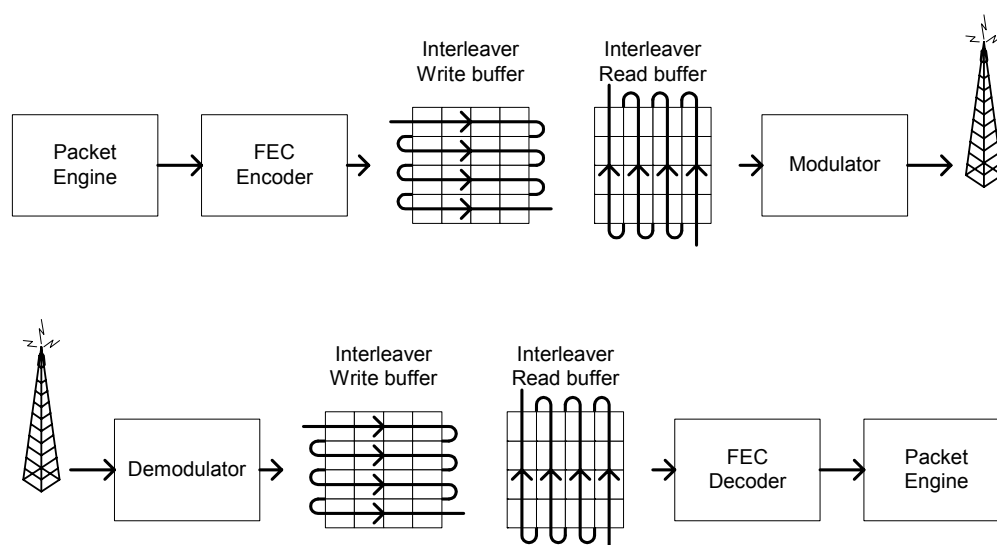 Interleaver
Write buffer
Interleaver
Read buffer
Packet
Engine
FEC
Encoder
Modulator
Interleaver
Write buffer
Interleaver
Read buffer
Demodulator
FEC
Decoder
Packet
Engine